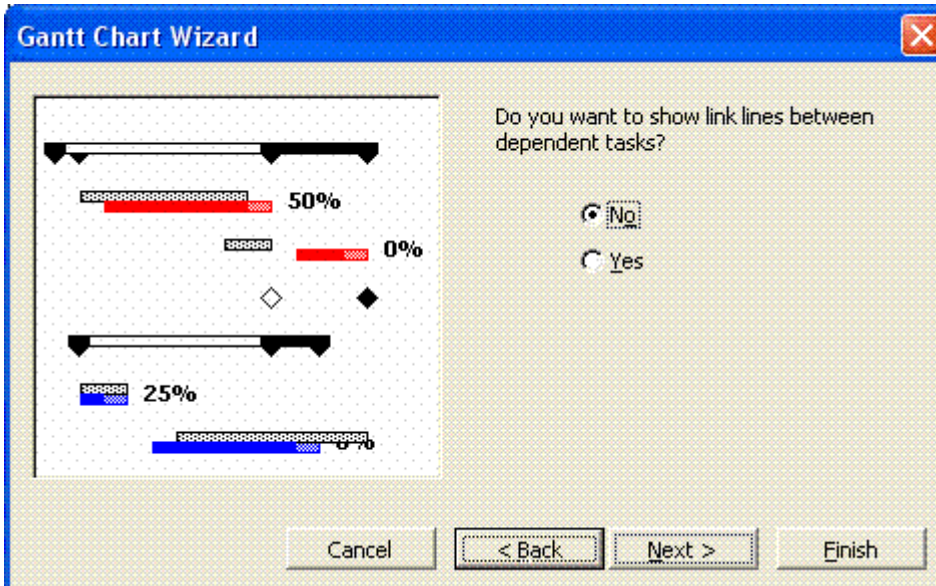 Gantt Chart Wizard
Do you want to show link lines between
dependent tasks?
50%
No
0%
Yes
25%
0%
Cancel
< Back
Next >
Finish